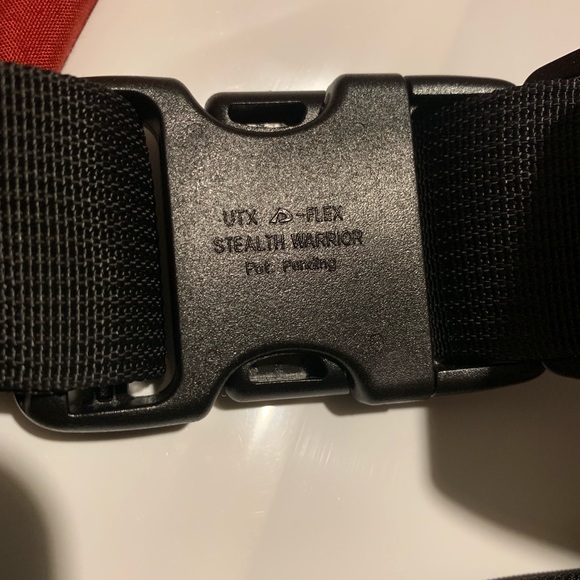 UTX -FLEX
STEALTH WARRIOR
Pat. Pending